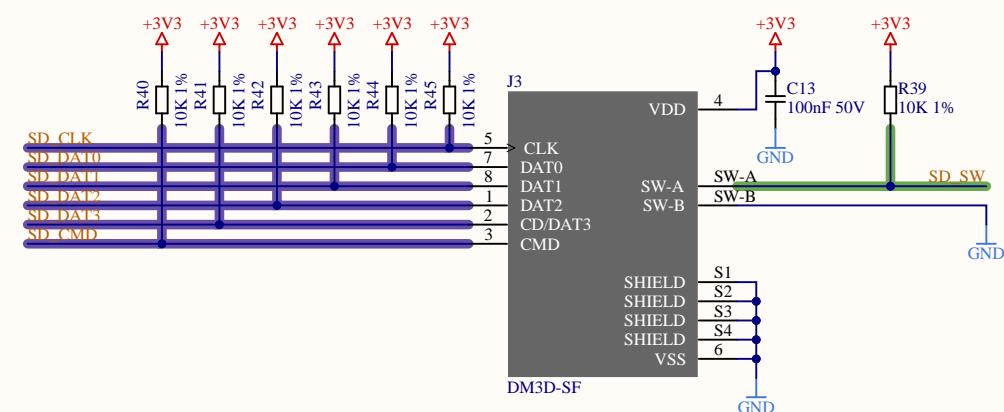 +3V3 +3V3 +3V3 +3V3 +3V3 +3V3 +3V3 +3V3
R40 10K 1% R41 10K 1% R42 10K 1% R43 10K 1% R44 10K 1% R45 10K 1%
J3
C13
100nF 50V
GND
R39
10K 1%
SD_CLK 5 CLK
SD_DAT0 7 DAT0
SD_DAT1 8 DAT1
SD_DAT2 1 DAT2
SD_DAT3 2 CD/DAT3
SD_CMD 3 CMD
VDD 4
SW-A SW-A SD_SW
SW-B SW-B
GND
SHIELD S1
SHIELD S2
SHIELD S3
SHIELD S4
VSS 6
DM3D-SF
GND